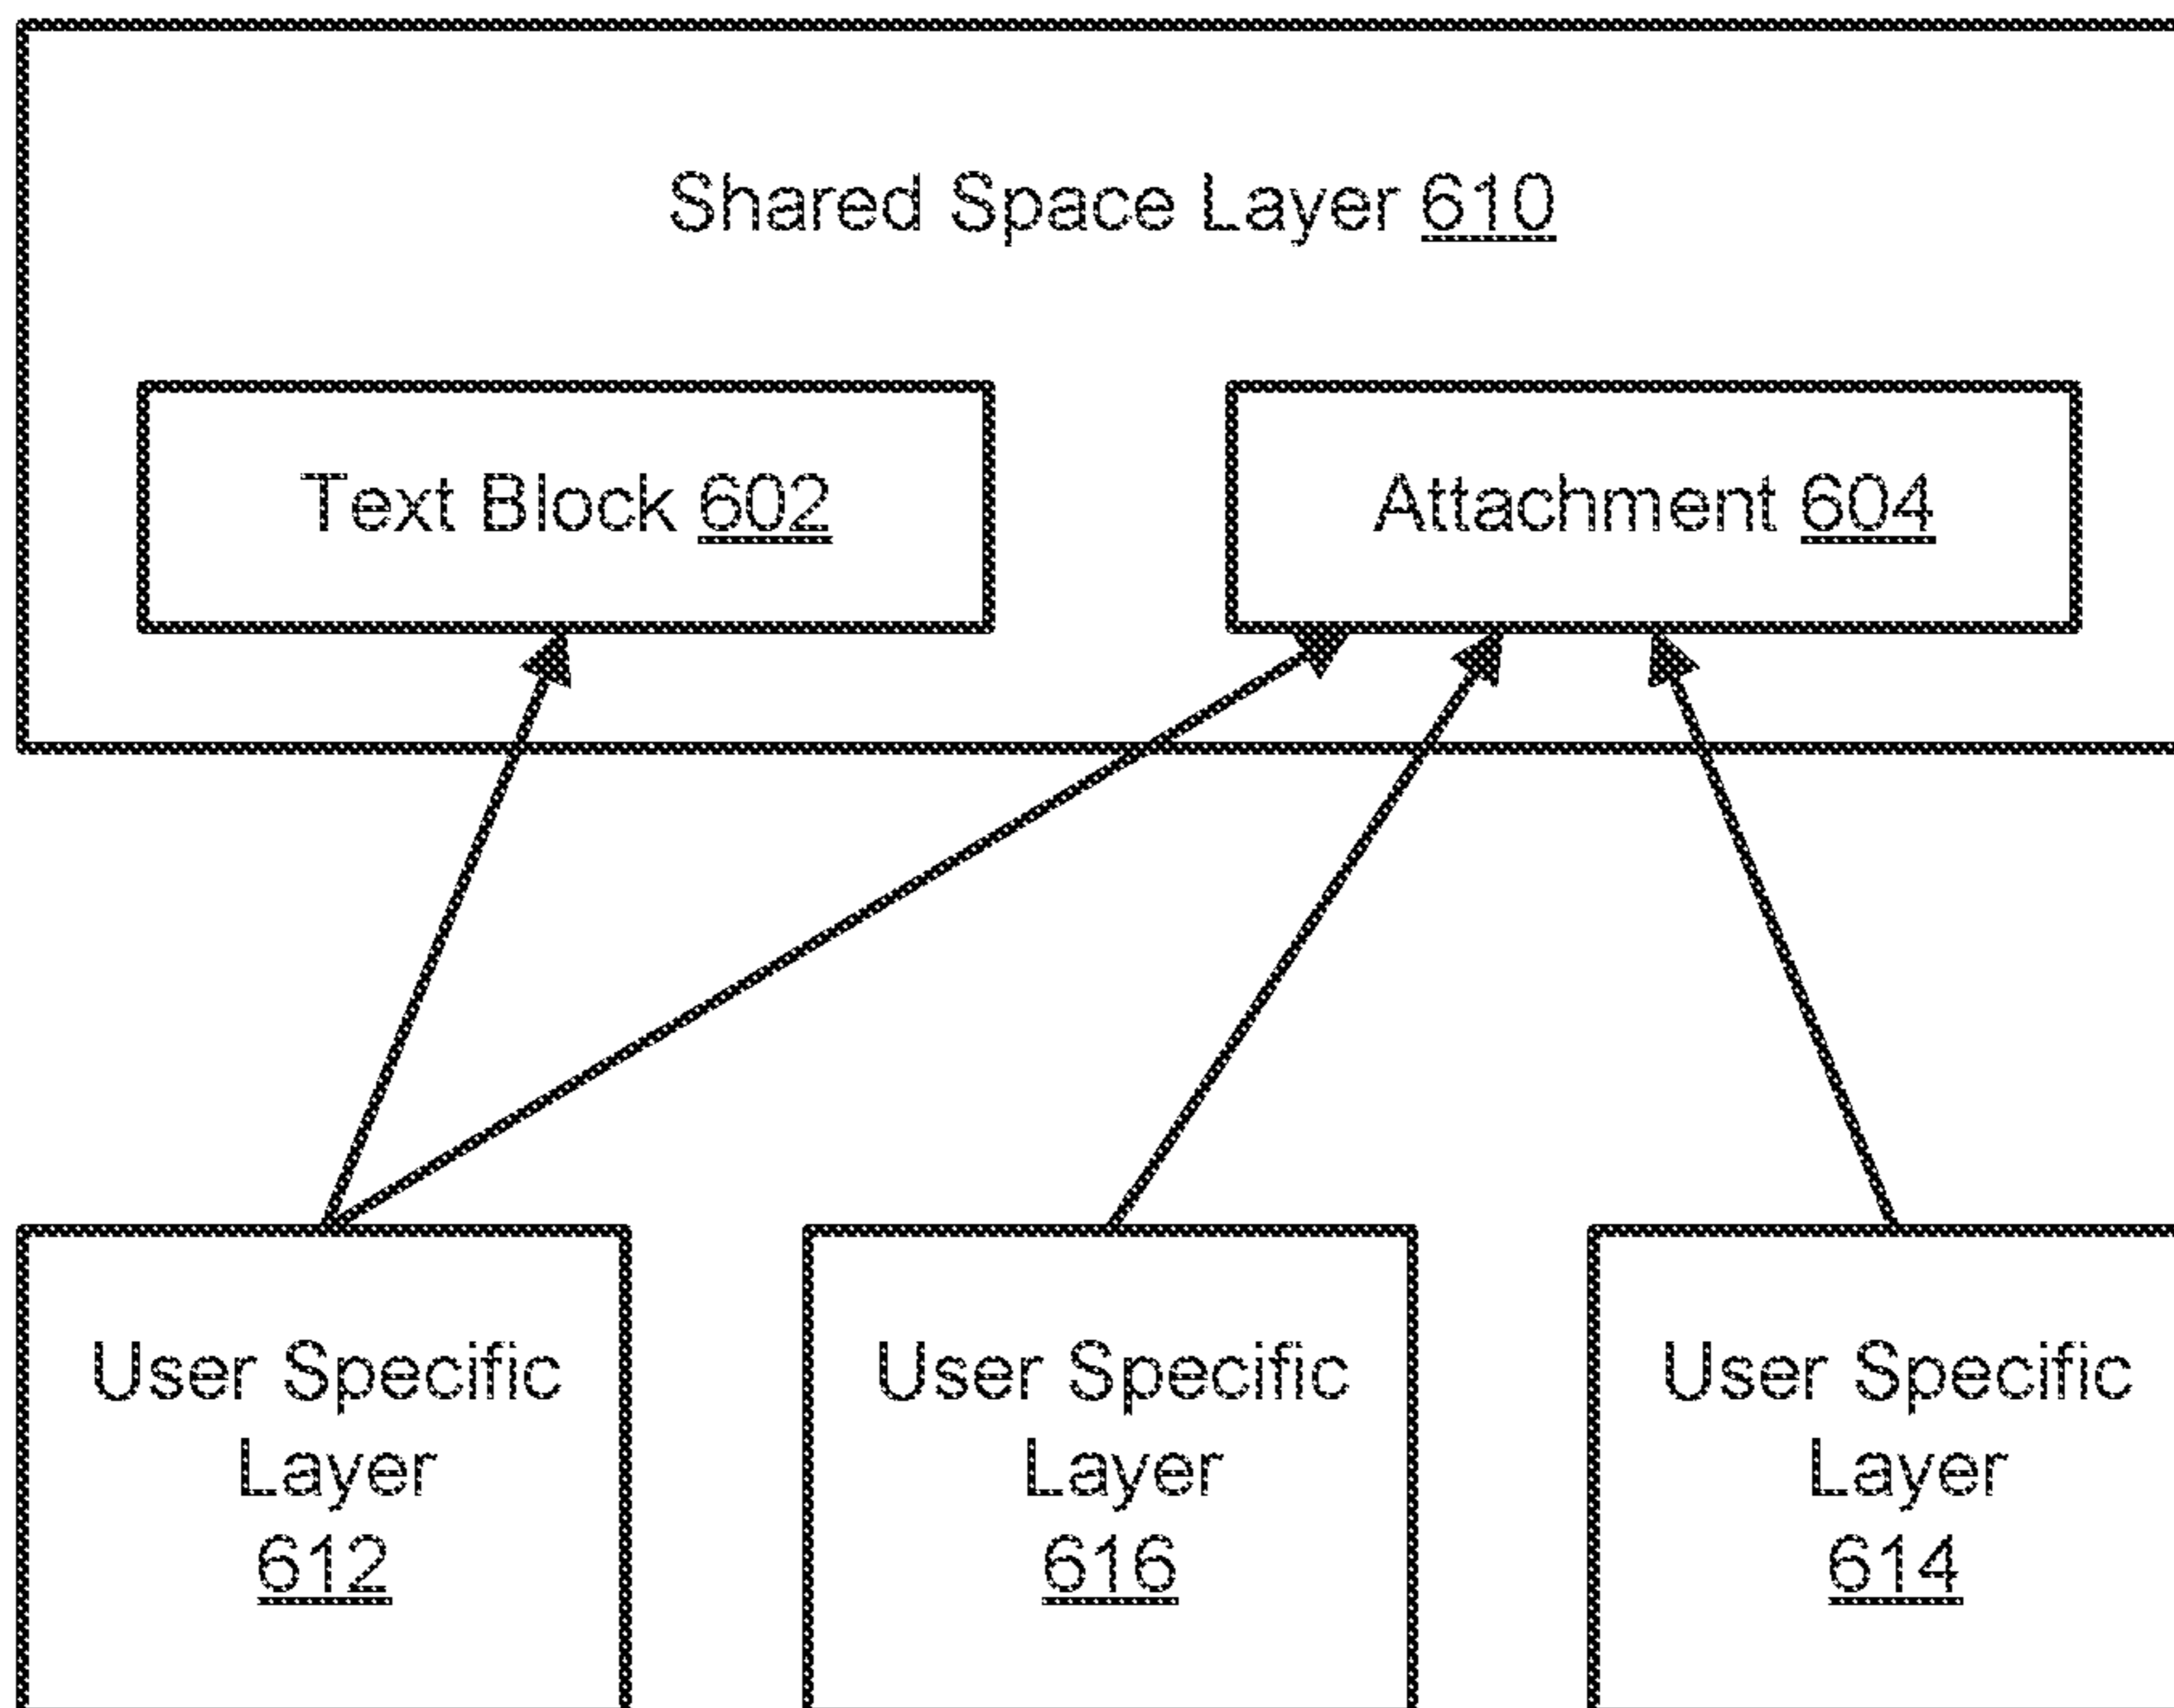 Shared Space Layer 610
Text Block 602
Attachment 604
User Specific
Layer
612
User Specific
Layer
616
User Specific
Layer
614